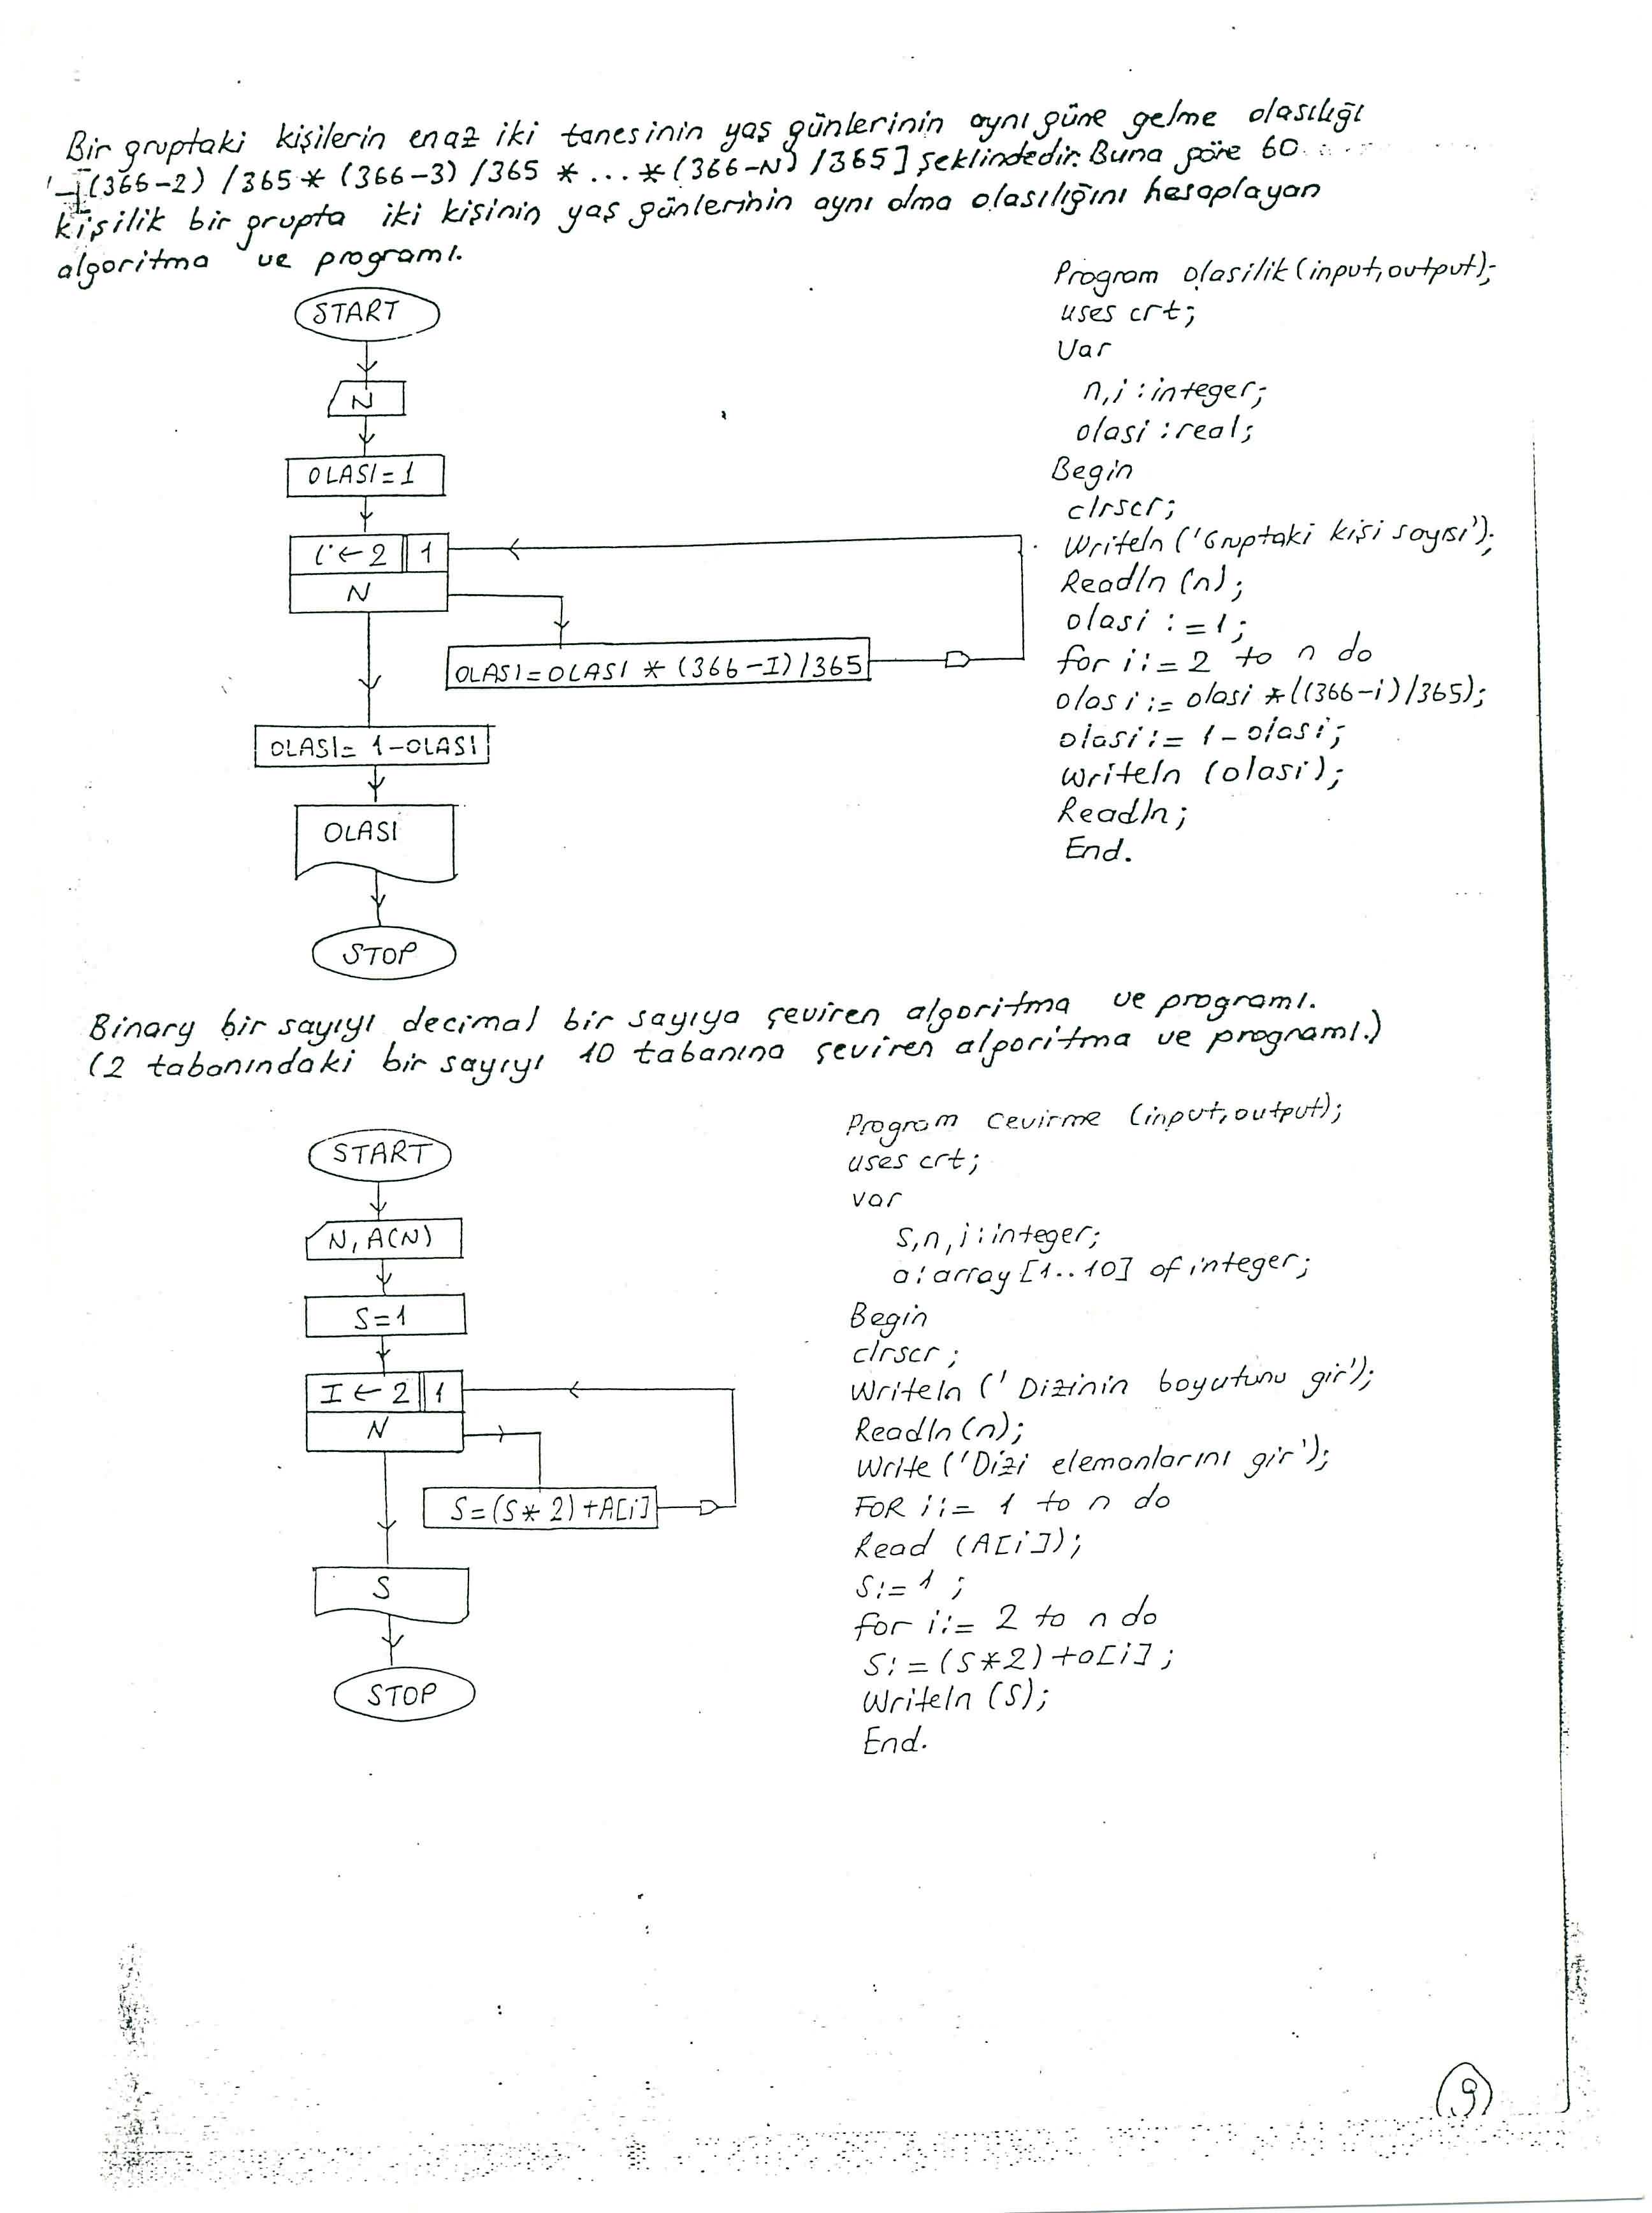 Bir gruptaki kişilerin enaz iki tanesinin yaş günlerinin aynı güne gelme olasılığı
1-[(366-2) /365 * (366-3) /365 * ... * (366-N) /365] şeklindedir. Buna göre 60
kişilik bir grupta iki kişinin yaş günlerinin aynı olma olasılığını hesaplayan
algoritma ve programı.
START
N
OLASI=1
i←2 1
N
OLASI=OLASI * (366-I)/365
OLASI= 1-OLASI
OLASI
STOP
Program olasilik(input,output);
uses crt;
Var
n,i :integer;
olasi :real;
Begin
clrscr;
Writeln ('Gruptaki kişi sayısı');
Readln (n);
olasi :=1;
for i:=2 to n do
olasi := olasi *((366-i)/365);
olasi:= 1-olasi;
writeln (olasi);
Readln;
End.
Binary bir sayıyı decimal bir sayıya çeviren algoritma ve programı.
(2 tabanındaki bir sayıyı 10 tabanına çeviren algoritma ve programı.)
START
N, A(N)
S=1
I←2 1
N
S=(S*2)+A[i]
S
STOP
Program cevirme (input,output);
uses crt;
var
s,n,i:integer;
a:array [1..10] of integer;
Begin
clrscr;
Writeln (' Dizinin boyutunu gir');
Readln (n);
Write ('Dizi elemanlarını gir');
FOR i:= 1 to n do
Read (A[i]);
S:=1 ;
for i:= 2 to n do
S:=(S*2)+a[i];
Writeln (S);
End.
9